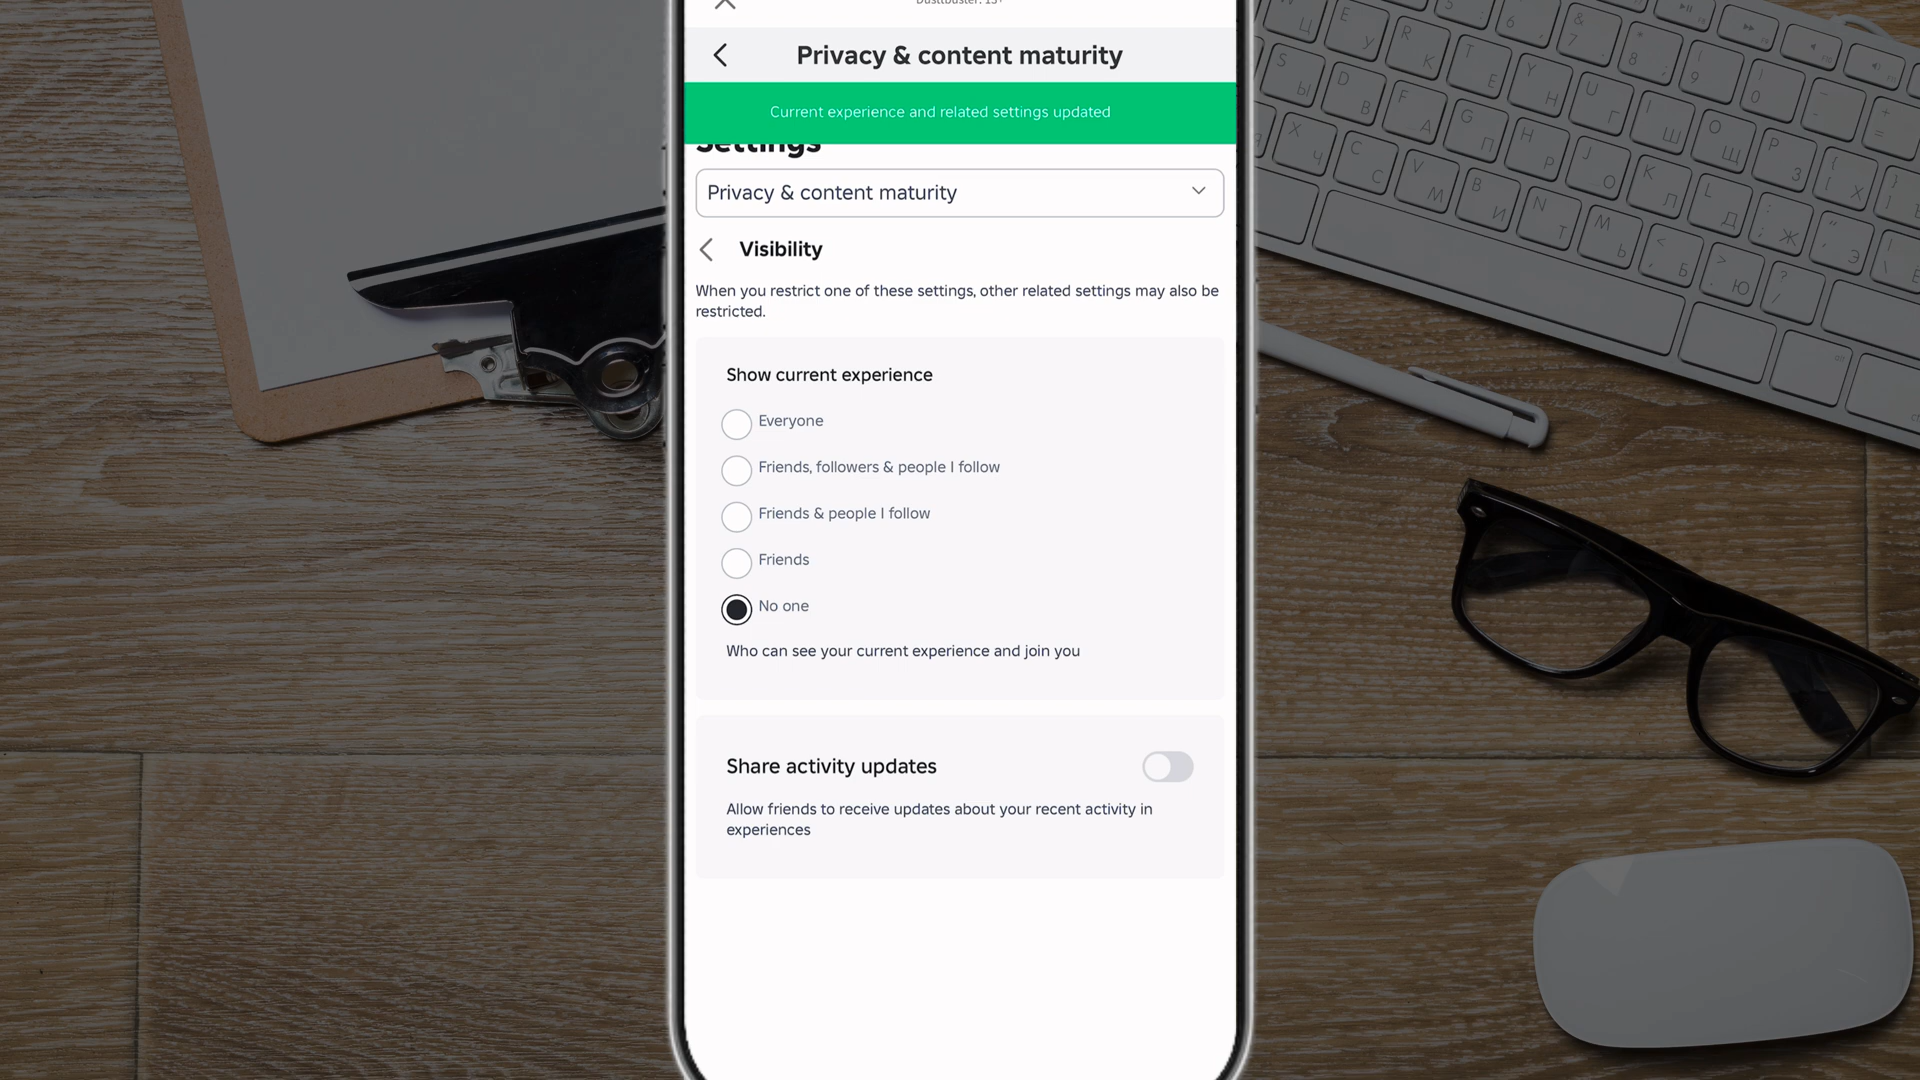 Privacy & content maturity
Current experience and related settings updated
Settings
Privacy & content maturity
Visibility
When you restrict one of these settings, other related settings may also be
restricted.
Show current experience
Everyone
Friends, followers & people I follow
Friends & people I follow
Friends
No one
Who can see your current experience and join you
Share activity updates
Allow friends to receive updates about your recent activity in
experiences